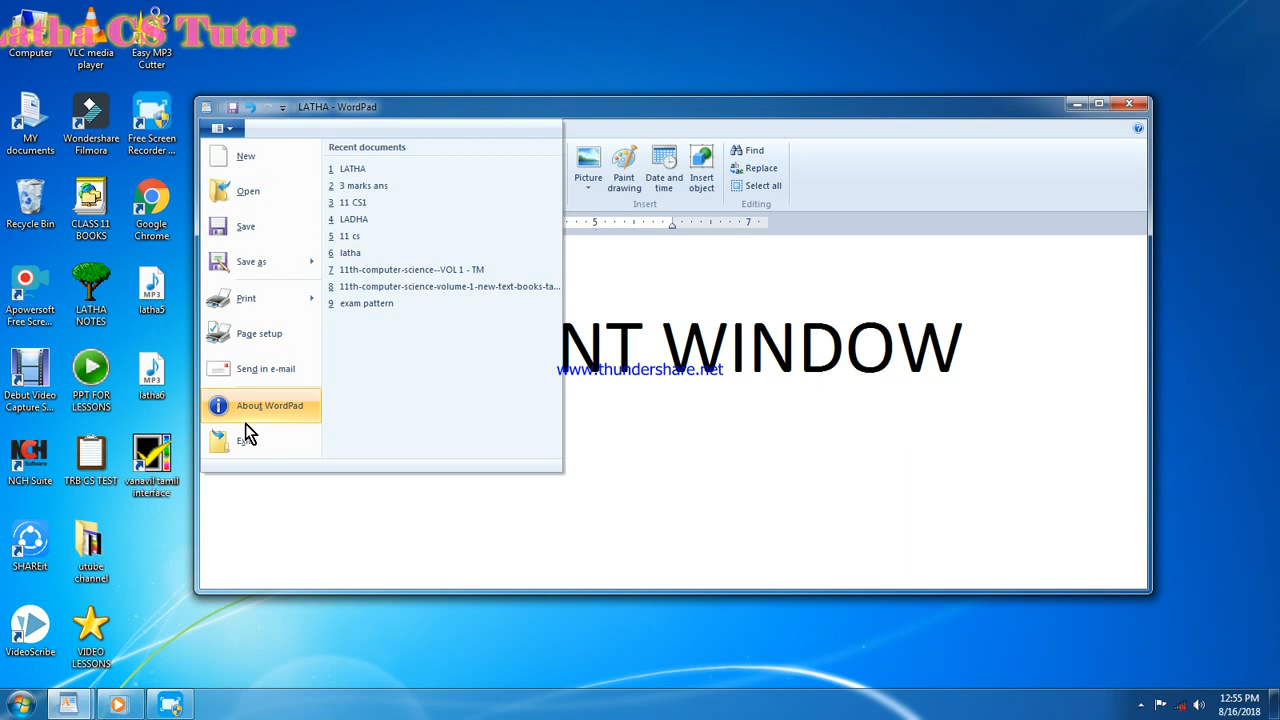 Latha CS Tutor
Computer
VLC media
player
Easy MP3
Cutter
MY
documents
Wondershare
Filmora
Free Screen
Recorder ...
Recycle Bin
CLASS 11
BOOKS
Google
Chrome
Apowersoft
Free Scre...
LATHA
NOTES
MP3
latha5
Debut Video
Capture S...
PPT FOR
LESSONS
MP3
latha6
NCH
Software
NCH Suite
TRB CS TEST
vanavil tamil
interface
SHAREit
utube
channel
VideoScribe
VIDEO
LESSONS
LATHA - WordPad
New
Open
Save
Save as
Print
Page setup
Send in e-mail
About WordPad
Recent documents
1 LATHA
2 3 marks ans
3 11 CS1
4 LADHA
5 11 cs
6 latha
7 11th-computer-science--VOL 1 - TM
8 11th-computer-science-volume-1-new-text-books-ta...
9 exam pattern
Picture
Paint
drawing
Date and
time
Insert
object
Insert
Find
Replace
Select all
Editing
5 7
NT WINDOW
www.thundershare.net
12:55 PM
8/16/2018